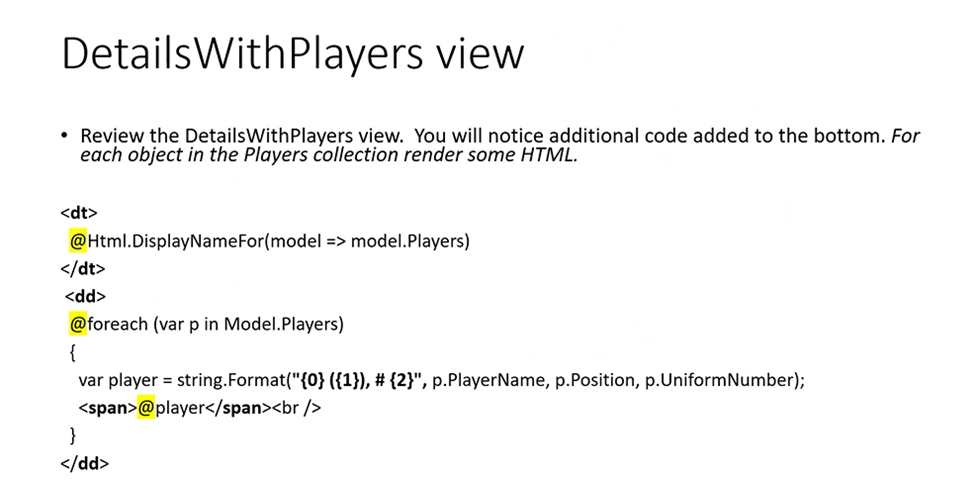 DetailsWithPlayers view
• Review the DetailsWithPlayers view.  You will notice additional code added to the bottom. For
each object in the Players collection render some HTML.
<dt>
@Html.DisplayNameFor(model => model.Players)
</dt>
<dd>
@foreach (var p in Model.Players)
{
var player = string.Format("{0} ({1}), # {2}", p.PlayerName, p.Position, p.UniformNumber);
<span>@player</span><br />
}
</dd>